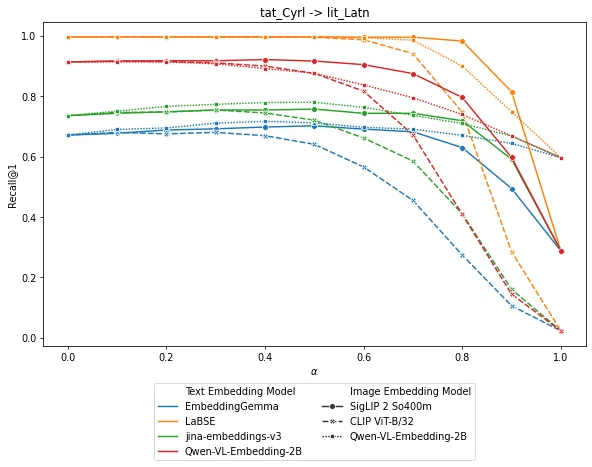 tat_Cyrl -> lit_Latn
Recall@1
1.0
0.8
0.6
0.4
0.2
0.0
0.0 0.2 0.4 0.6 0.8 1.0
α
Text Embedding Model
EmbeddingGemma
LaBSE
jina-embeddings-v3
Qwen-VL-Embedding-2B
Image Embedding Model
SigLIP 2 So400m
CLIP ViT-B/32
Qwen-VL-Embedding-2B